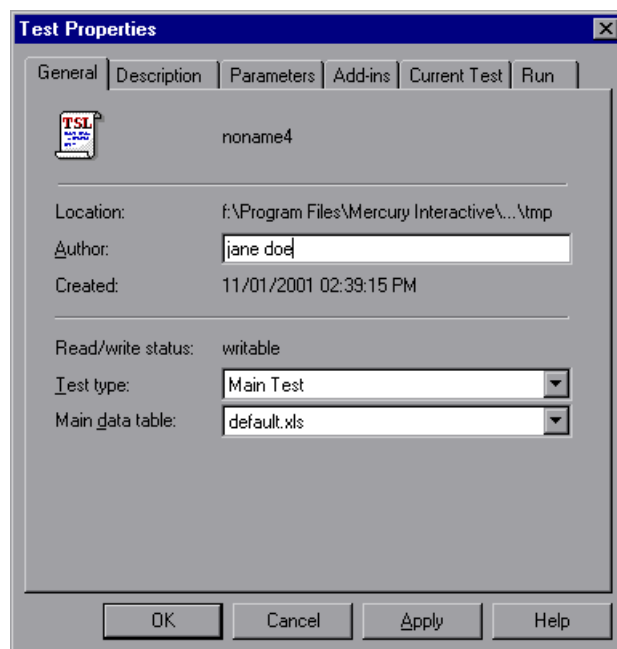 Test Properties
General Description Parameters Add-ins Current Test Run
TSL
noname4
Location: f:\Program Files\Mercury Interactive\...\tmp
Author: jane doe
Created: 11/01/2001 02:39:15 PM
Read/write status: writable
Test type: Main Test
Main data table: default.xls
OK Cancel Apply Help